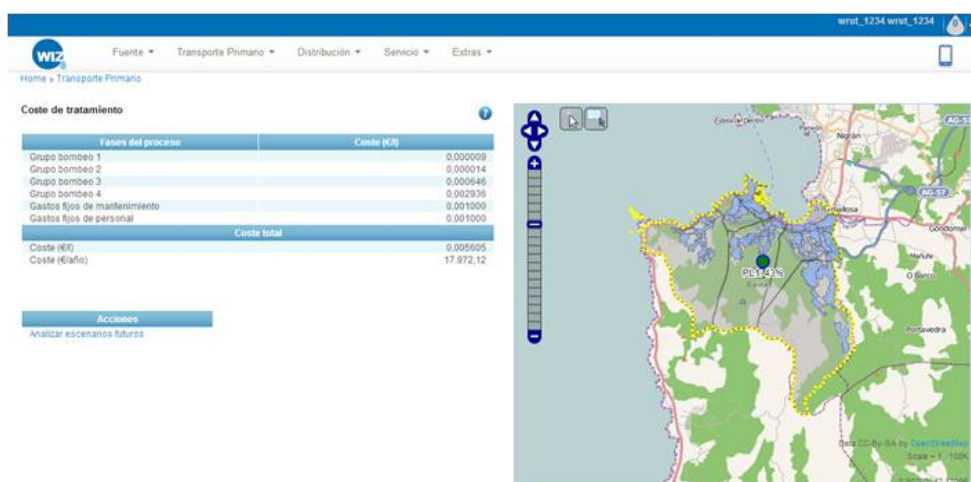 wrut_1234 wrut_1234
WIZ
Fuente Transporte Primario Distribución Servicio Extras
Home » Transporte Primario
Coste de tratamiento
Fases del proceso Coste (€/l)
Grupo bombeo 1 0,000009
Grupo bombeo 2 0,000014
Grupo bombeo 3 0,000646
Grupo bombeo 4 0,002936
Gastos fijos de mantenimiento 0,001000
Gastos fijos de personal 0,001000
Coste total
Coste (€/l) 0,005605
Coste (€/año) 17.972,12
Acciones
Analizar escenarios futuros
AG-57
Nigrán
AG-57
Gondomar
Mañufe
O Barco
PL1: 43%
Portavedra
Data CC-By-SA by OpenStreetMap
Scale = 1 : 108K